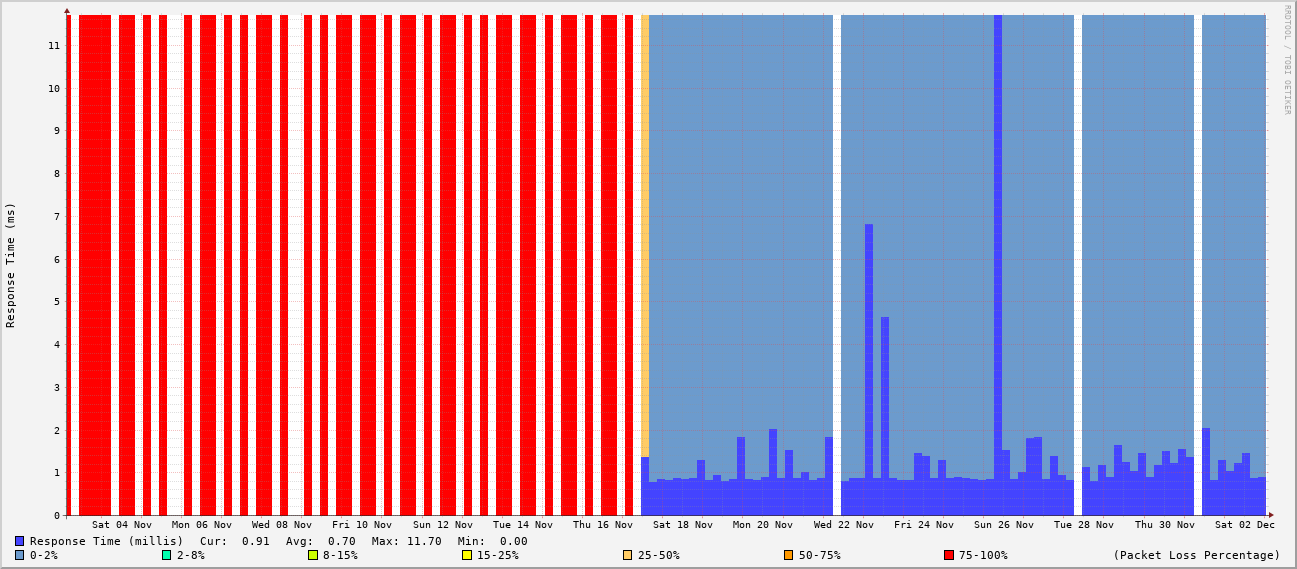 RRDTOOL / TOBI OETIKER
Response Time (ms)
11
10
9
8
7
6
5
4
3
2
1
0
Sat 04 Nov Mon 06 Nov Wed 08 Nov Fri 10 Nov Sun 12 Nov Tue 14 Nov Thu 16 Nov Sat 18 Nov Mon 20 Nov Wed 22 Nov Fri 24 Nov Sun 26 Nov Tue 28 Nov Thu 30 Nov Sat 02 Dec
Response Time (millis) Cur: 0.91 Avg: 0.70 Max: 11.70 Min: 0.00
0-2% 2-8% 8-15% 15-25% 25-50% 50-75% 75-100% (Packet Loss Percentage)